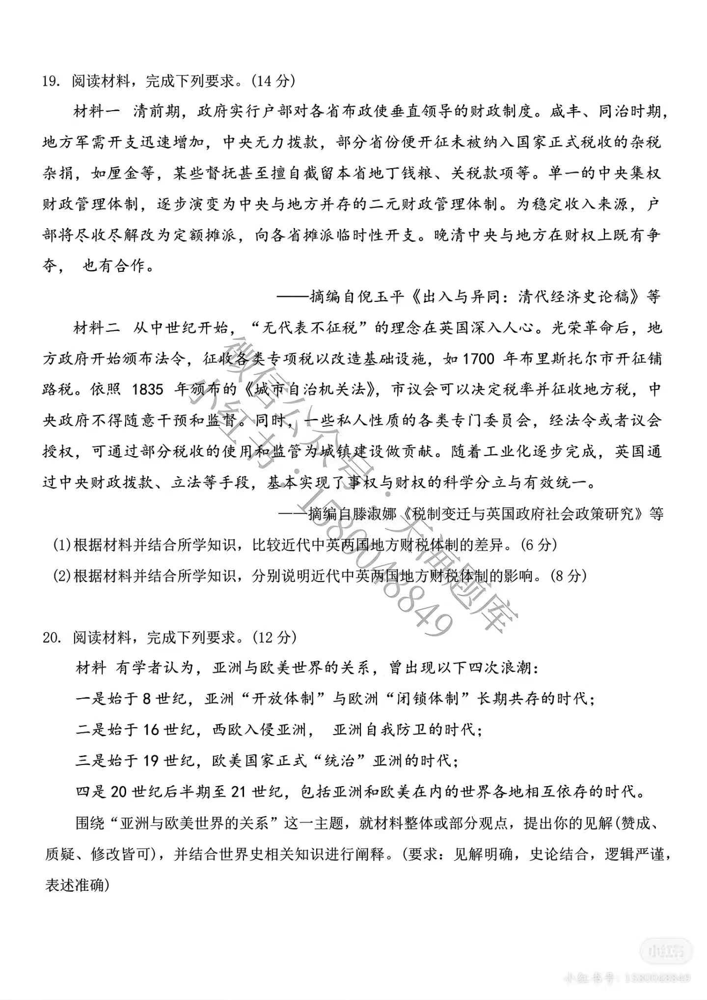 19. 阅读材料，完成下列要求。(14 分)
材料一 清前期，政府实行户部对各省布政使垂直领导的财政制度。咸丰、同治时期，
地方军需开支迅速增加，中央无力拨款，部分省份便开征未被纳入国家正式税收的杂税
杂捐，如厘金等，某些督抚甚至擅自截留本省地丁钱粮、关税款项等。单一的中央集权
财政管理体制，逐步演变为中央与地方并存的二元财政管理体制。为稳定收入来源，户
部将尽收尽解改为定额摊派，向各省摊派临时性开支。晚清中央与地方在财权上既有争
夺， 也有合作。
——摘编自倪玉平《出入与异同：清代经济史论稿》等
材料二 从中世纪开始，“无代表不征税”的理念在英国深入人心。光荣革命后，地
方政府开始颁布法令，征收各类专项税以改造基础设施，如 1700 年布里斯托尔市开征铺
路税。依照 1835 年颁布的《城市自治机关法》，市议会可以决定税率并征收地方税，中
央政府不得随意干预和监督。同时，一些私人性质的各类专门委员会，经法令或者议会
授权，可通过部分税收的使用和监管为城镇建设做贡献。随着工业化逐步完成，英国通
过中央财政拨款、立法等手段，基本实现了事权与财权的科学分立与有效统一。
——摘编自滕淑娜《税制变迁与英国政府社会政策研究》等
(1)根据材料并结合所学知识，比较近代中英两国地方财税体制的差异。(6 分)
(2)根据材料并结合所学知识，分别说明近代中英两国地方财税体制的影响。(8 分)
20. 阅读材料，完成下列要求。(12 分)
材料 有学者认为，亚洲与欧美世界的关系，曾出现以下四次浪潮：
一是始于 8 世纪，亚洲“开放体制”与欧洲“闭锁体制”长期共存的时代；
二是始于 16 世纪，西欧入侵亚洲， 亚洲自我防卫的时代；
三是始于 19 世纪，欧美国家正式“统治”亚洲的时代；
四是 20 世纪后半期至 21 世纪，包括亚洲和欧美在内的世界各地相互依存的时代。
围绕“亚洲与欧美世界的关系”这一主题，就材料整体或部分观点，提出你的见解(赞成、
质疑、修改皆可)，并结合世界史相关知识进行阐释。(要求：见解明确，史论结合，逻辑严谨，
表述准确)
微信公众号：天海题库
小红书：1580048849
小红书
小红书号：1580048849